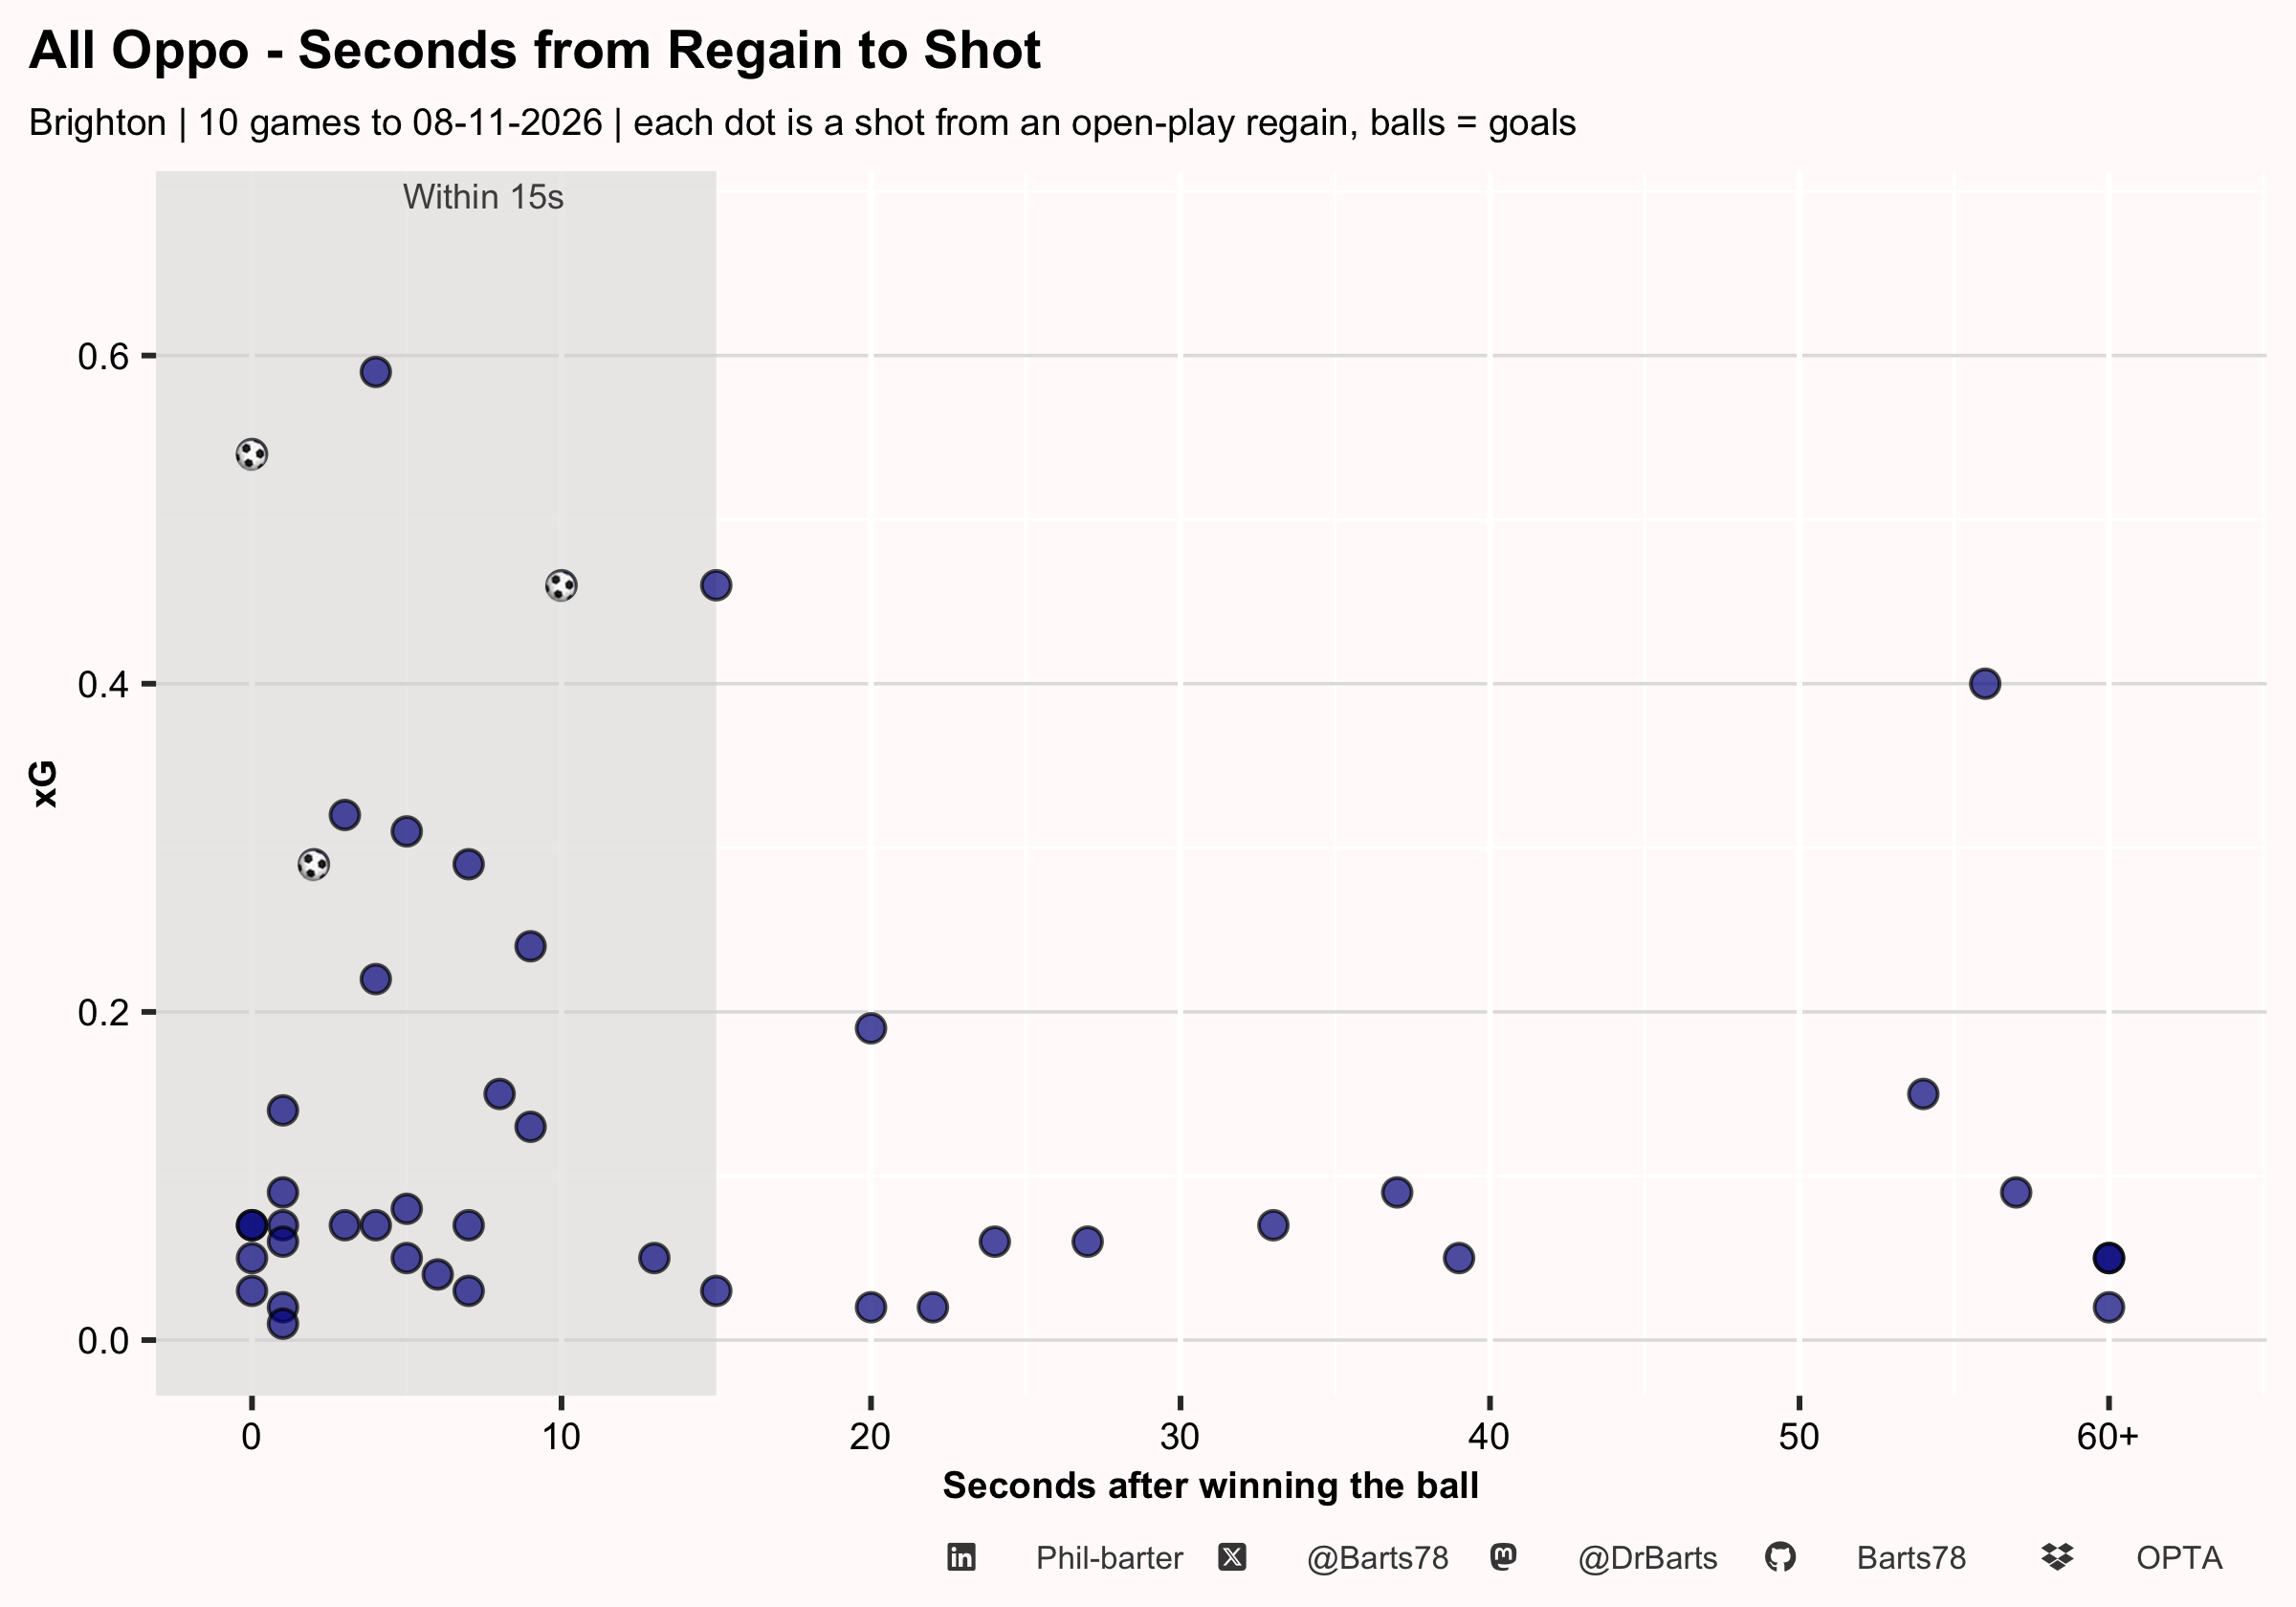 All Oppo - Seconds from Regain to Shot
Brighton | 10 games to 08-11-2026 | each dot is a shot from an open-play regain, balls = goals
Within 15s
0.6
0.4
0.2
0.0
xG
0 10 20 30 40 50 60+
Seconds after winning the ball
Phil-barter @Barts78 @DrBarts Barts78 OPTA